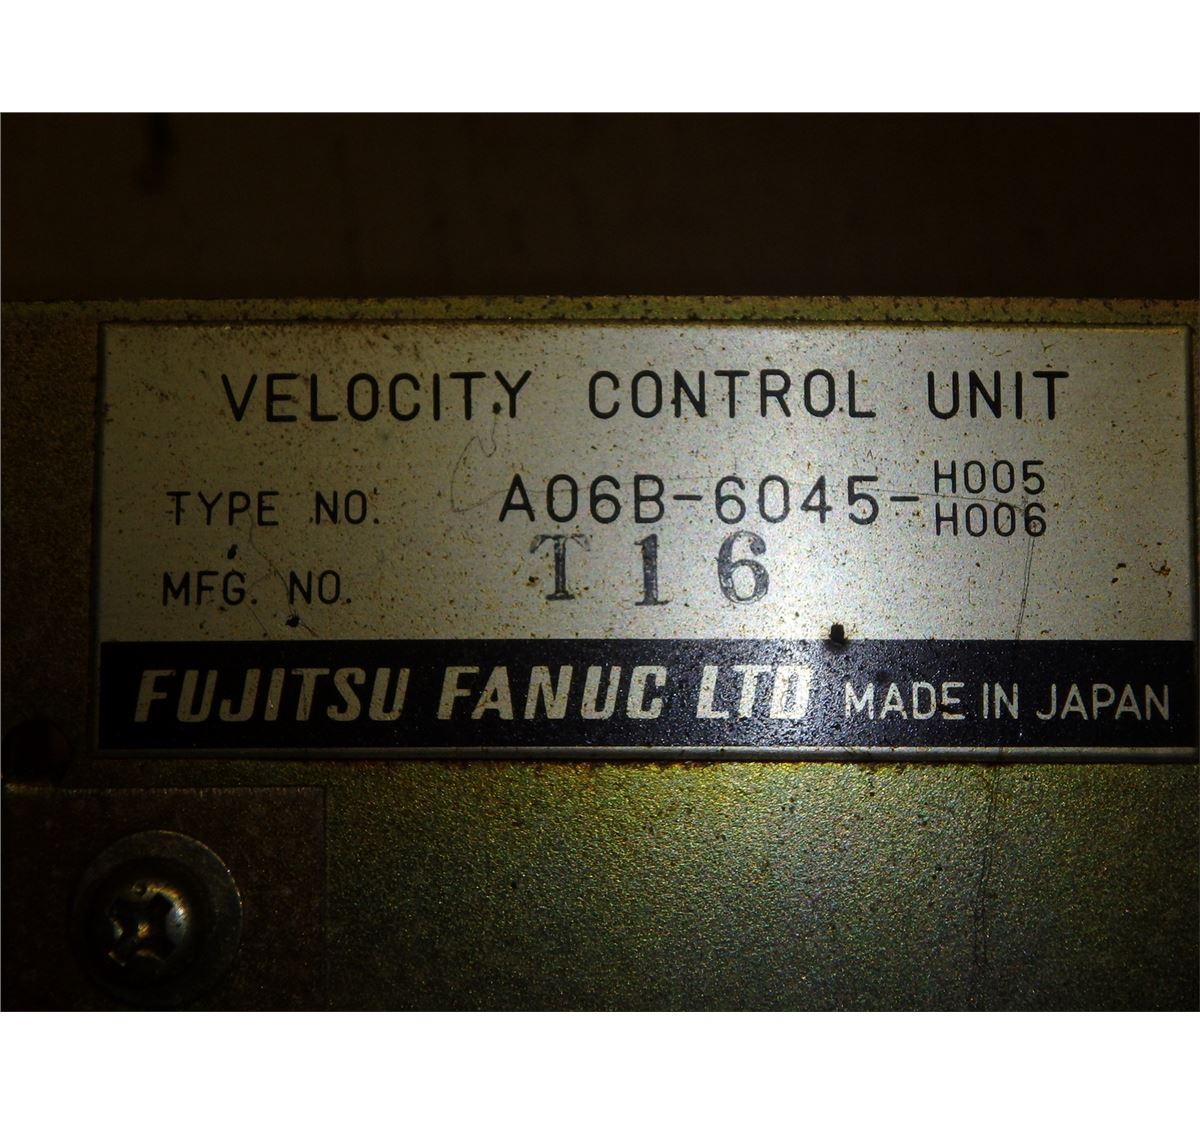 VELOCITY CONTROL UNIT
TYPE NO. A06B-6045-H005
H006
MFG. NO. T16
FUJITSU FANUC LTD MADE IN JAPAN